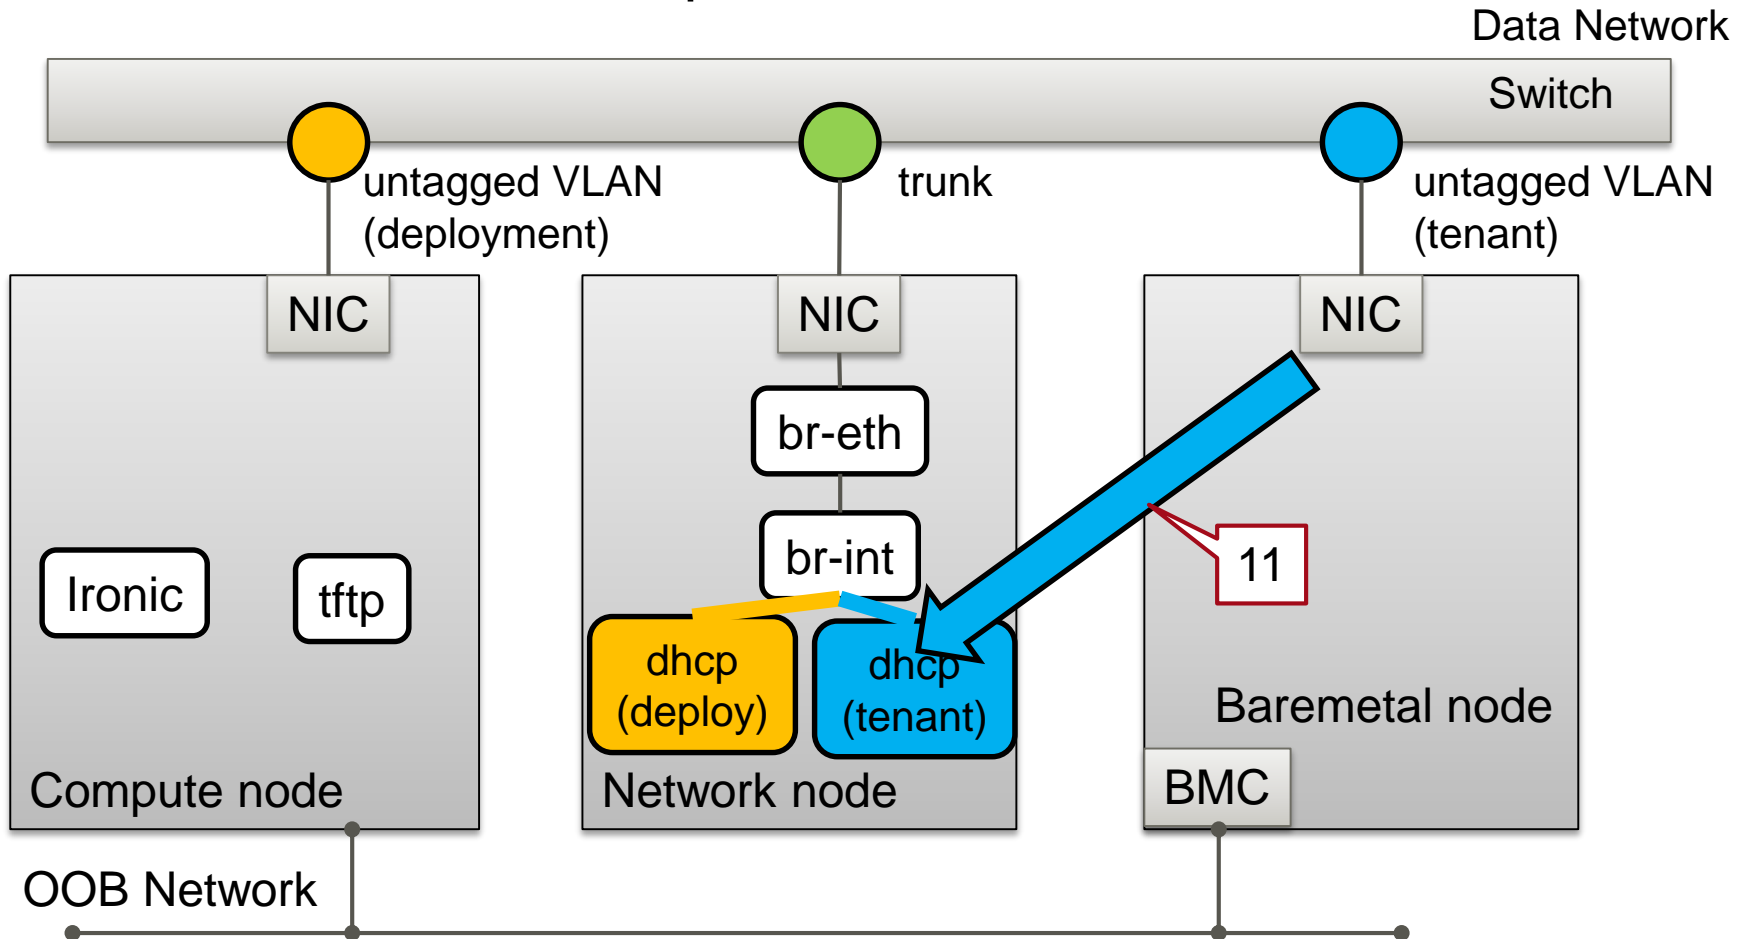 Data Network
Switch
untagged VLAN
(deployment)
trunk
untagged VLAN
(tenant)
NIC
NIC
NIC
br-eth
br-int
11
Ironic
tftp
dhcp
(deploy)
dhcp
(tenant)
Baremetal node
Compute node
Network node
BMC
OOB Network